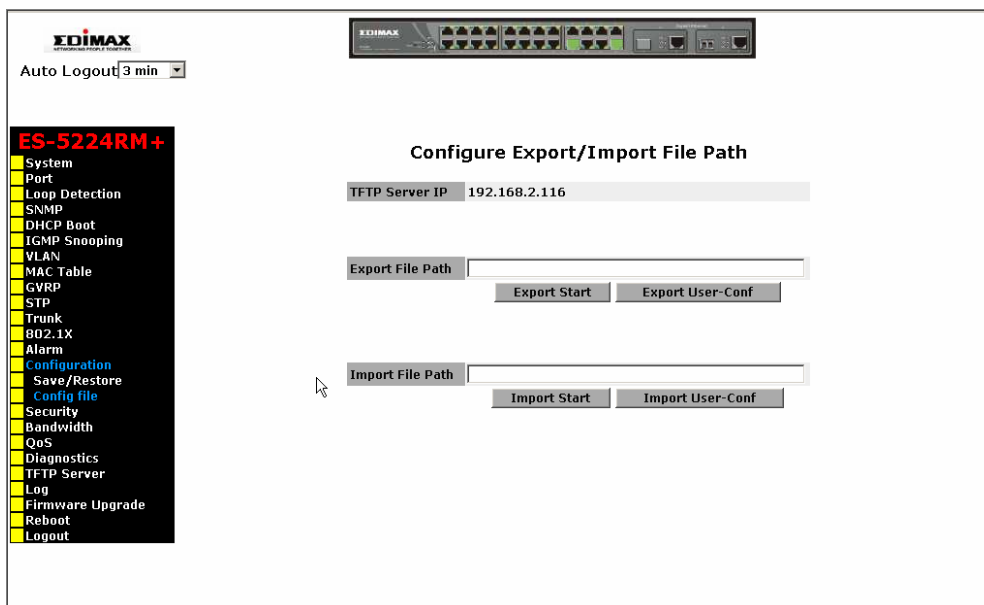 EDIMAX
NETWORKING PEOPLE TOGETHER
EDIMAX
Auto Logout 3 min
ES-5224RM+
System
Port
Loop Detection
SNMP
DHCP Boot
IGMP Snooping
VLAN
MAC Table
GVRP
STP
Trunk
802.1X
Alarm
Configuration
Save/Restore
Config file
Security
Bandwidth
QoS
Diagnostics
TFTP Server
Log
Firmware Upgrade
Reboot
Logout
Configure Export/Import File Path
TFTP Server IP 192.168.2.116
Export File Path
Export Start Export User-Conf
Import File Path
Import Start Import User-Conf